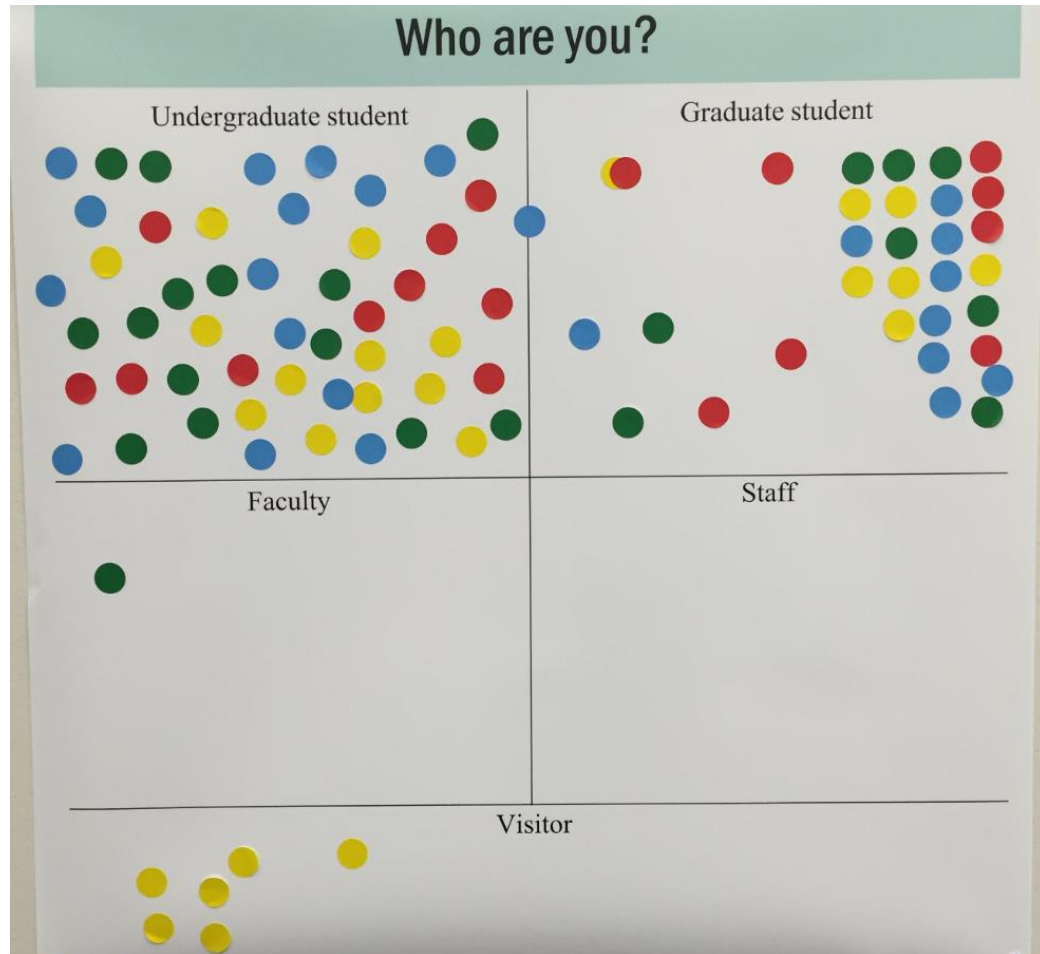 Who are you?
Undergraduate student
Graduate student
Faculty
Staff
Visitor